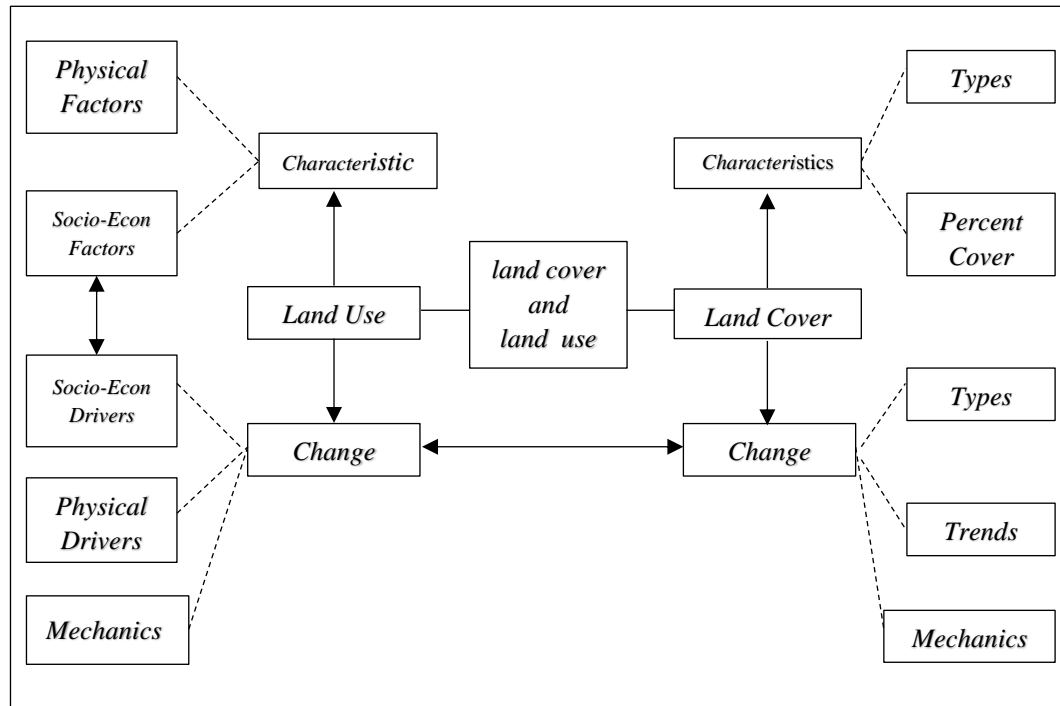 Physical
Factors
Types
Characteristic
Characteristics
Socio-Econ
Factors
Percent
Cover
land cover
and
land use
Land Use
Land Cover
Socio-Econ
Drivers
Types
Change
Change
Physical
Drivers
Trends
Mechanics
Mechanics